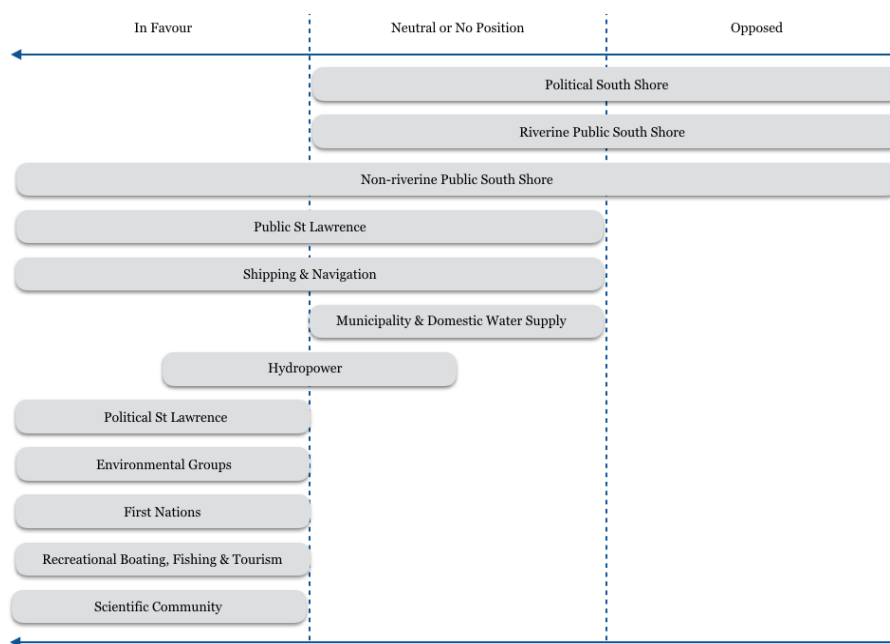 In Favour
Neutral or No Position
Opposed
Political South Shore
Riverine Public South Shore
Non-riverine Public South Shore
Public St Lawrence
Shipping & Navigation
Municipality & Domestic Water Supply
Hydropower
Political St Lawrence
Environmental Groups
First Nations
Recreational Boating, Fishing & Tourism
Scientific Community